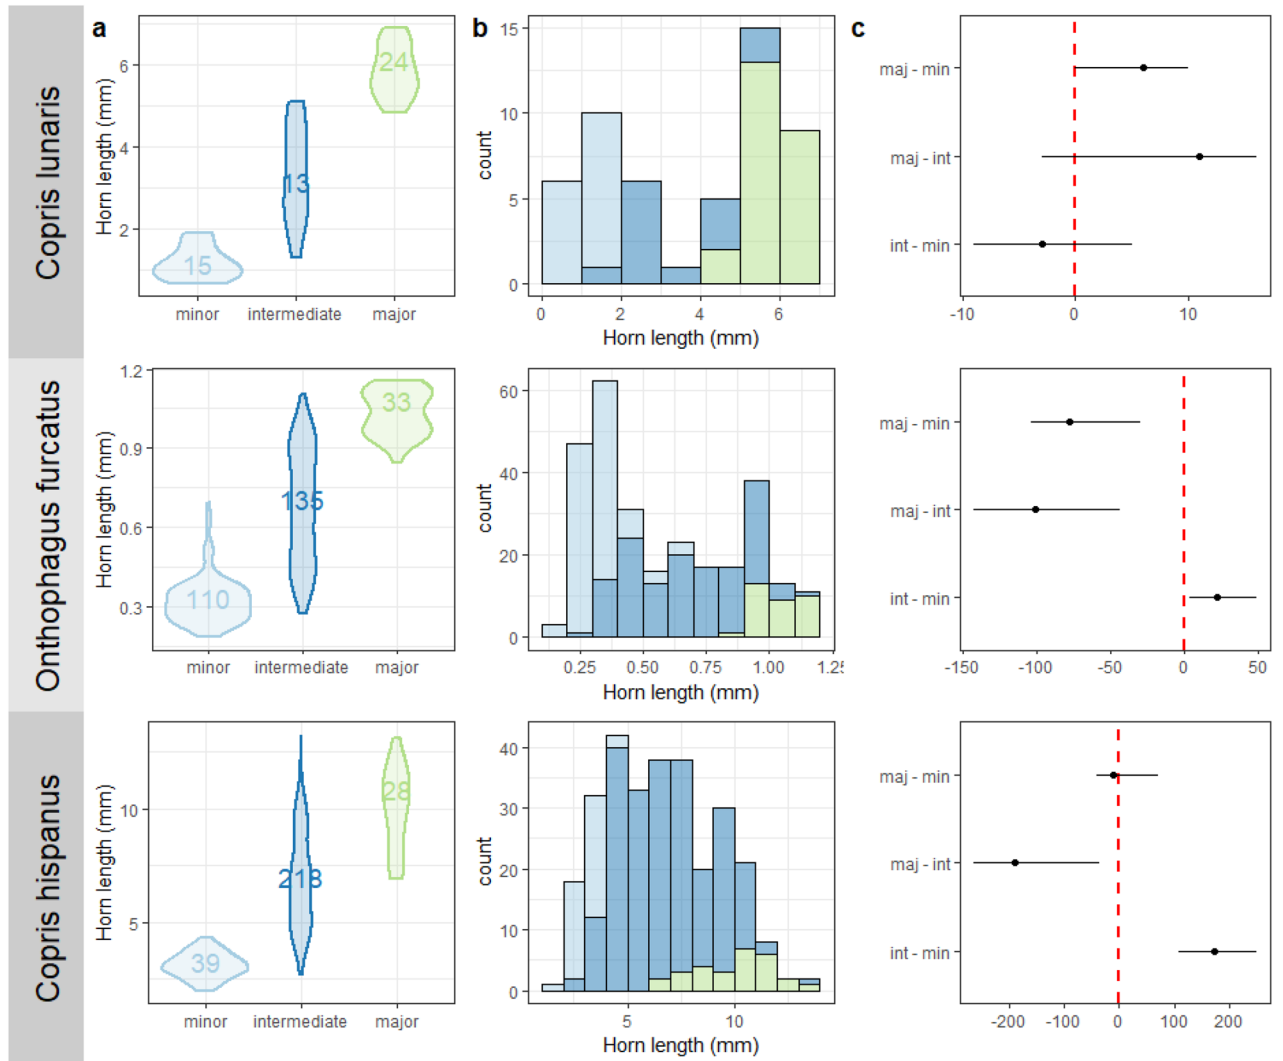 a
b
c
Copris lunaris
Horn length (mm)
6
4
2
24
13
15
minor intermediate major
count
15
10
5
0
0 2 4 6
Horn length (mm)
maj - min
maj - int
int - min
-10 0 10
Onthophagus furcatus
Horn length (mm)
1.2
0.9
0.6
0.3
33
135
110
minor intermediate major
count
60
40
20
0
0.25 0.50 0.75 1.00 1.25
Horn length (mm)
maj - min
maj - int
int - min
-150 -100 -50 0 50
Copris hispanus
Horn length (mm)
10
5
28
218
39
minor intermediate major
count
40
30
20
10
0
5 10
Horn length (mm)
maj - min
maj - int
int - min
-200 -100 0 100 200